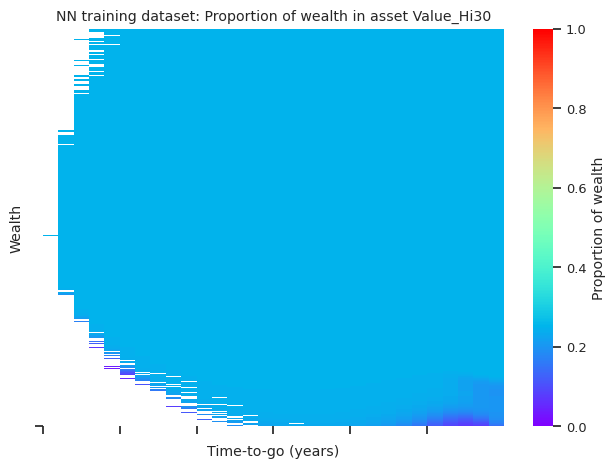 NN training dataset: Proportion of wealth in asset Value_Hi30
Wealth
Time-to-go (years)
1.0
0.8
0.6
0.4
0.2
0.0
Proportion of wealth